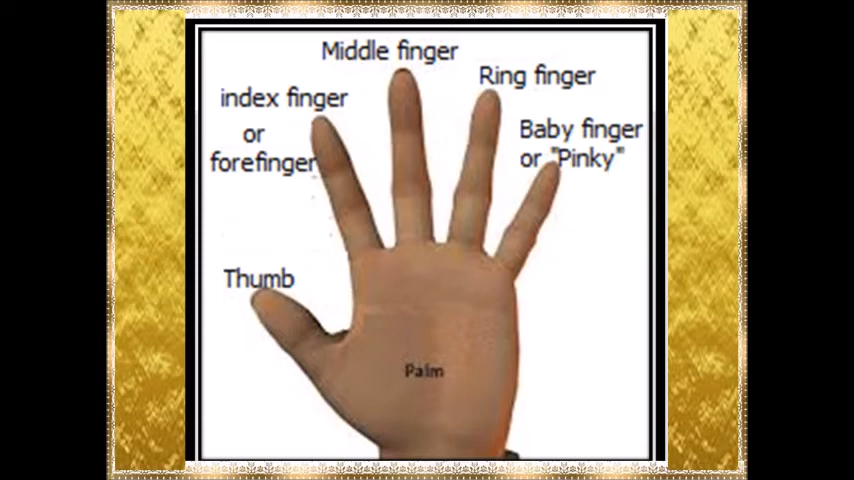 Middle finger
Ring finger
index finger
or
forefinger
Baby finger
or "Pinky"
Thumb
Palm